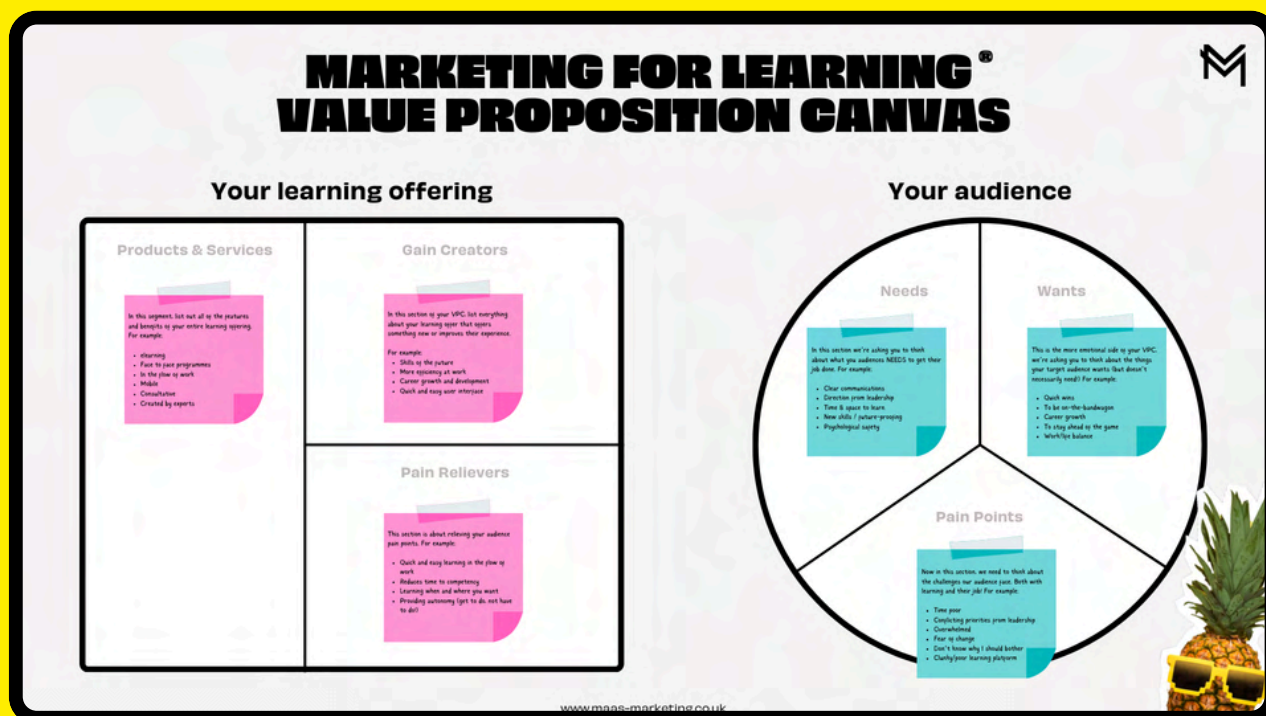 MARKETING FOR LEARNING®
VALUE PROPOSITION CANVAS
Your learning offering
Products & Services
In this segment, list out all of the features
and benefits of your entire learning offering.
For example:
• elearning
• Face to face programmes
• In the flow of work
• Mobile
• Consultation
• Created by experts
Gain Creators
In this section of your VPC, list everything
about your learning offer that offers
something new or improves their experience.
For example:
• Skills of the future
• More efficiency at work
• Career growth and development
• Quick and easy user interface
Pain Relievers
This section is about relieving your audience
pain points. For example:
• Quick and easy learning in the flow of
work
• Reduces time to competency
• Learning when and where you want
• Providing autonomy (get to do, not have
to do!)
Your audience
Needs
In this section we're asking you to think
about what you audiences NEEDS to get their
job done. For example:
• Clear communications
• Direction from leadership
• Time & space to learn
• New skills / future-proofing
• Psychological safety
Wants
This is the more emotional side of your VPC,
we're asking you to think about the things
your target audience wants (but doesn't
necessarily need!) For example:
• Quick wins
• To be on-the-bandwagon
• Career growth
• To stay ahead of the game
• Work/life balance
Pain Points
Now in this section, we need to think about
the challenges our audience face. Both with
learning and their job! For example:
• Time poor
• Conflicting priorities from leadership
• Overwhelmed
• Fear of change
• Don't know why I should bother
• Clunky/poor learning platform
www.maas-marketing.co.uk